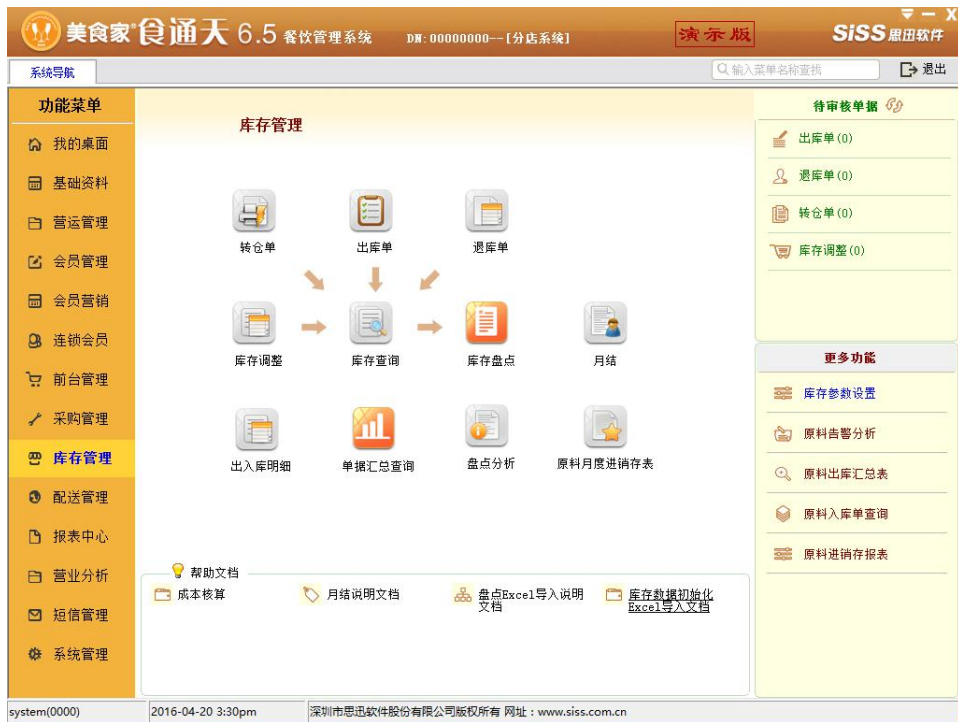 美食家®食通天 6.5 餐饮管理系统 DN:00000000--[分店系统] 演示版 SiSS思迅软件
系统导航 输入菜单名称查找 退出
功能菜单
我的桌面
基础资料
营运管理
会员管理
会员营销
连锁会员
前台管理
采购管理
库存管理
配送管理
报表中心
营业分析
短信管理
系统管理
库存管理
转仓单 出库单 退库单
库存调整 库存查询 库存盘点 月结
出入库明细 单据汇总查询 盘点分析 原料月度进销存表
帮助文档
成本核算 月结说明文档 盘点Excel导入说明 库存数据初始化
文档 Excel导入文档
待审核单据
出库单(0)
退库单(0)
转仓单(0)
库存调整(0)
更多功能
库存参数设置
原料告警分析
原料出库汇总表
原料入库单查询
原料进销存报表
system(0000) 2016-04-20 3:30pm 深圳市思迅软件股份有限公司版权所有 网址：www.siss.com.cn